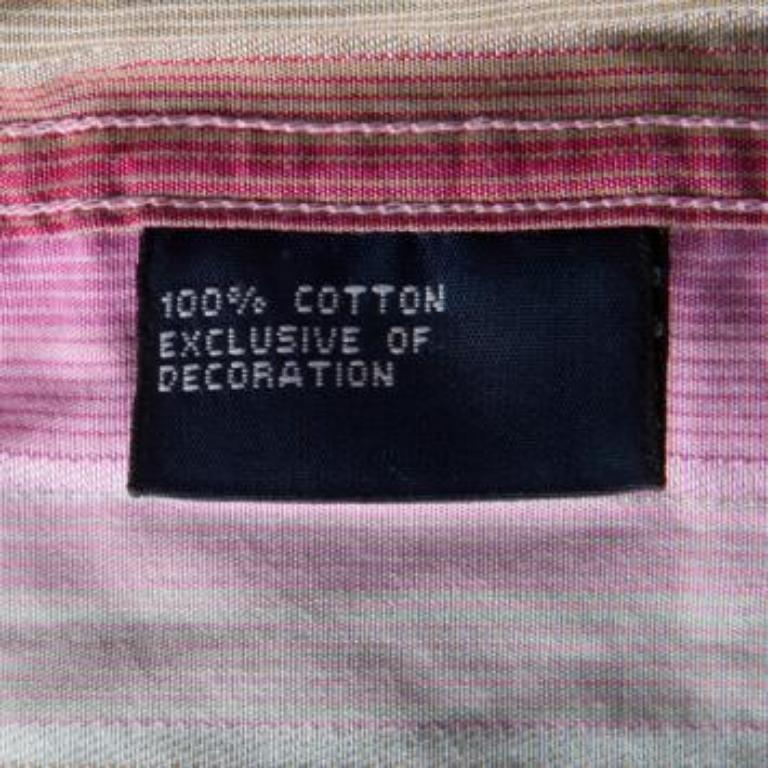 100% COTTON
EXCLUSIVE OF
DECORATION